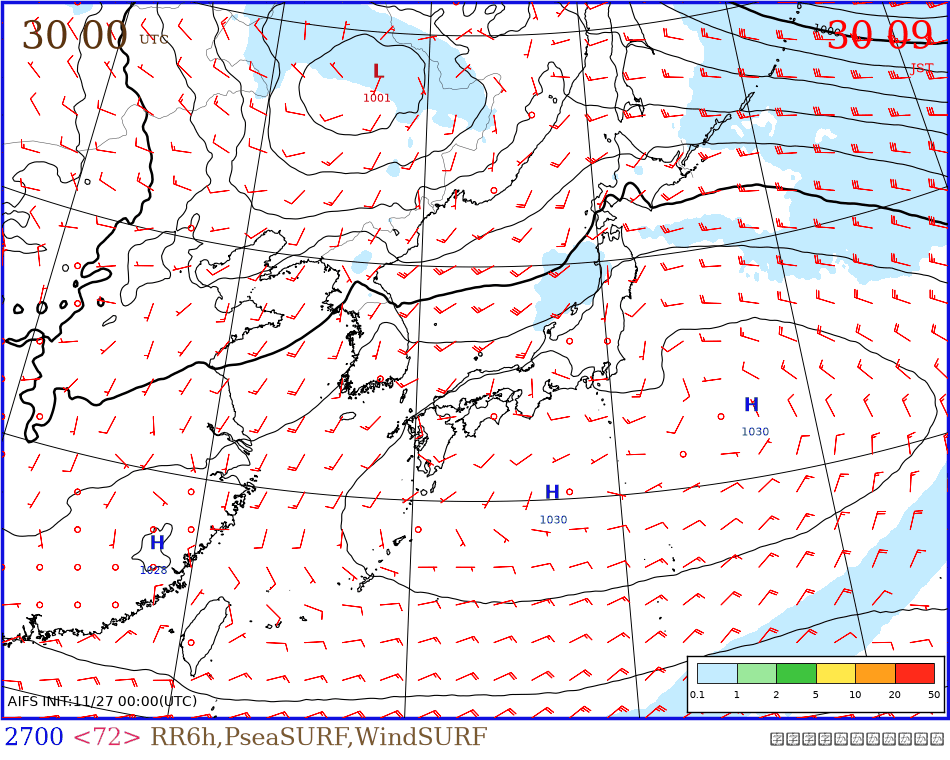 30 00 UTC
1000
30 09
JST
L
1001
H
1030
H
1030
H
1028
AIFS INIT:11/27 00:00(UTC)
0.1 1 2 5 10 20 50
2700 <72> RR6h,PseaSURF,WindSURF